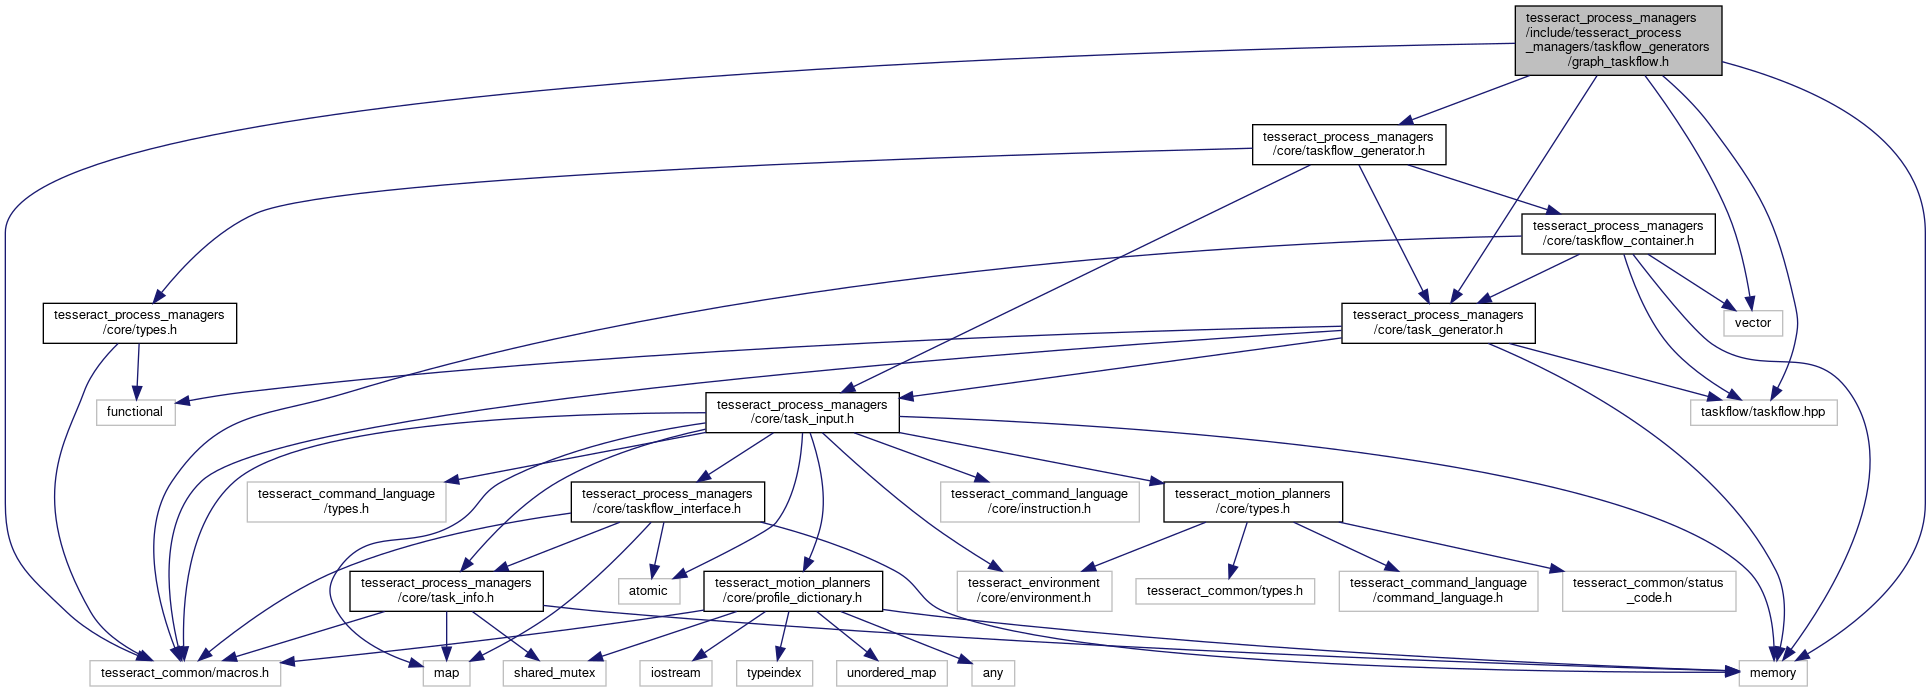 tesseract_process_managers
/include/tesseract_process
_managers/taskflow_generators
/graph_taskflow.h
tesseract_process_managers
/core/taskflow_generator.h
tesseract_process_managers
/core/taskflow_container.h
tesseract_process_managers
/core/types.h
tesseract_process_managers
/core/task_generator.h
vector
functional
tesseract_process_managers
/core/task_input.h
taskflow/taskflow.hpp
tesseract_command_language
/types.h
tesseract_process_managers
/core/taskflow_interface.h
tesseract_command_language
/core/instruction.h
tesseract_motion_planners
/core/types.h
tesseract_process_managers
/core/task_info.h
atomic
tesseract_motion_planners
/core/profile_dictionary.h
tesseract_environment
/core/environment.h
tesseract_common/types.h
tesseract_command_language
/command_language.h
tesseract_common/status
_code.h
tesseract_common/macros.h
map
shared_mutex
iostream
typeindex
unordered_map
any
memory